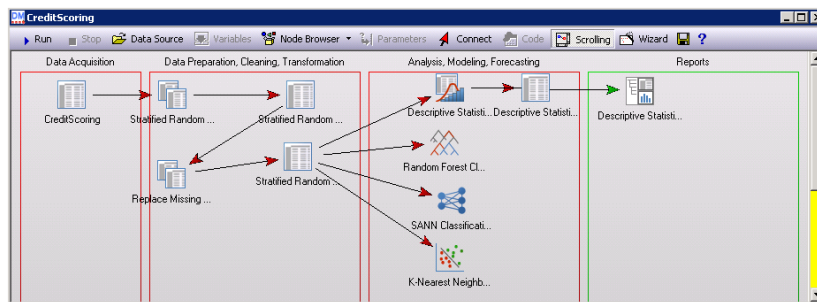 DM CreditScoring
Run Stop Data Source Variables Node Browser Parameters Connect Code Scrolling Wizard ?
Data Acquisition Data Preparation, Cleaning, Transformation Analysis, Modeling, Forecasting Reports
CreditScoring Stratified Random ... Stratified Random ... Descriptive Statisti... Descriptive Statisti... Descriptive Statisti...
Random Forest Cl...
Replace Missing ... Stratified Random ...
SANN Classificati...
K-Nearest Neighb...